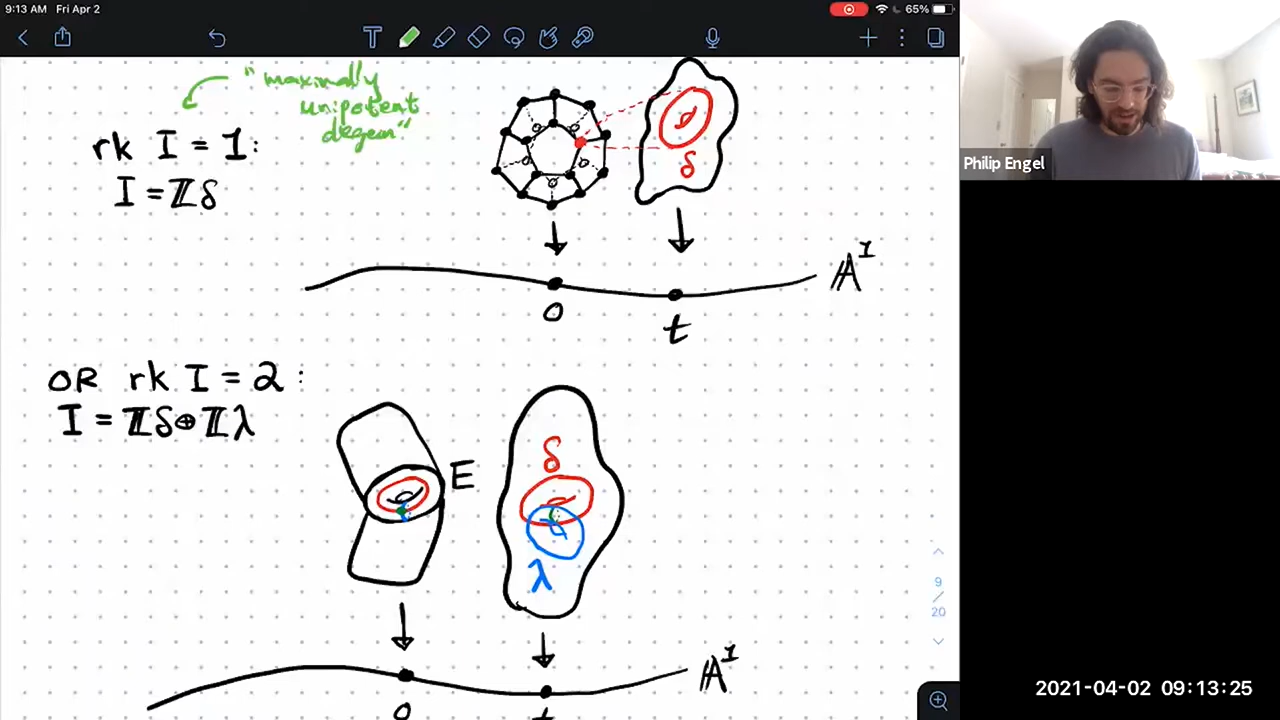 9:13 AM Fri Apr 2
65%
"maximally
unipotent
degen"
rk I = 1:
I = ℤδ
δ
𝔸¹
0
t
OR rk I = 2:
I = ℤδ⊕ℤλ
E
δ
λ
𝔸¹
0
t
9
/
20
Philip Engel
2021-04-02 09:13:25